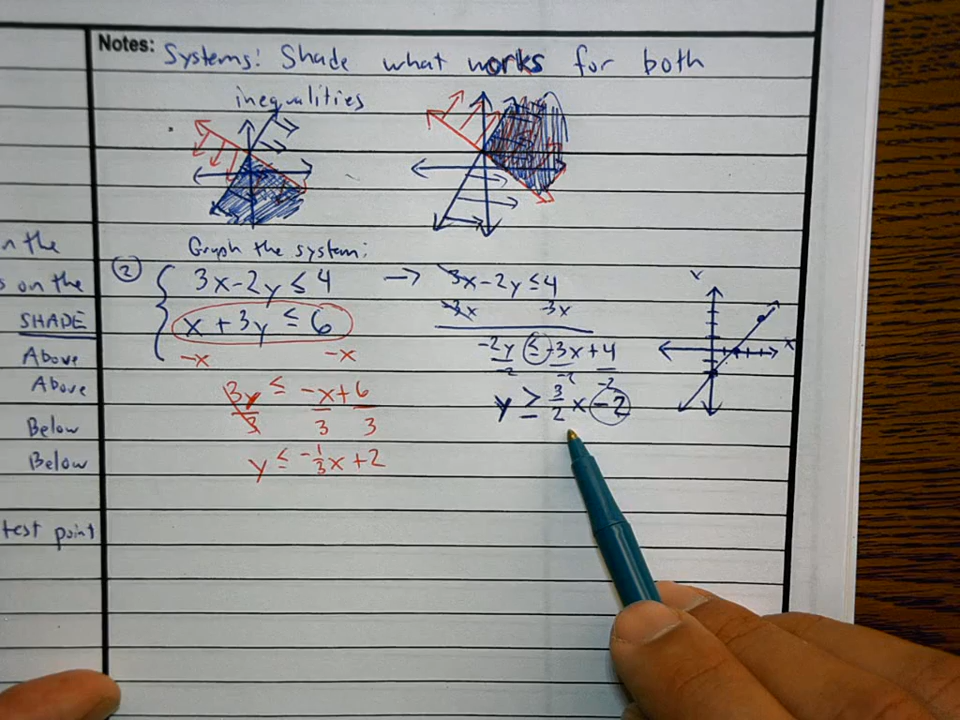 Notes: Systems: Shade what works for both
inequalities
Graph the system:
② 3x-2y ≤ 4 → 3x-2y ≤ 4
-3x -3x
x + 3y ≤ 6
-x -x
-2y ≤ -3x+4
-2 -2 -2
3y ≤ -x+6
3 3 3
y ≥ 3/2 x -2
y ≤ -1/3 x +2
x
n the
s on the
SHADE
Above
Above
Below
Below
test point